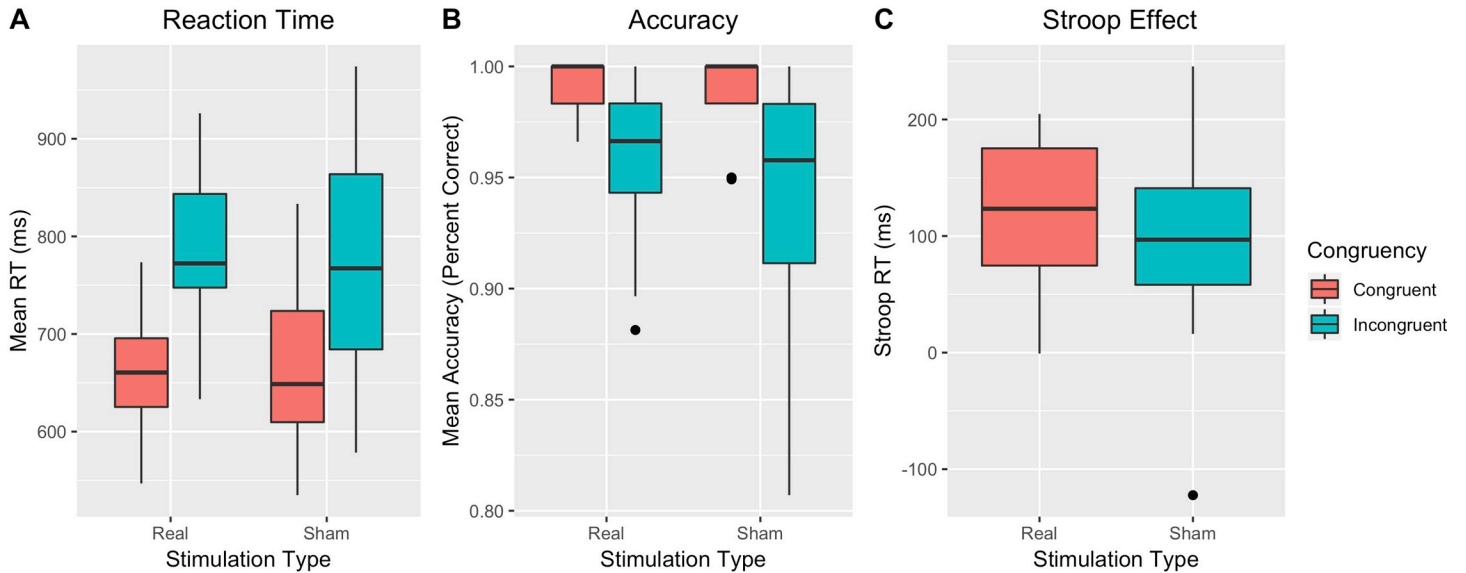 A Reaction Time
Mean RT (ms)
900
800
700
600
Real Sham
Stimulation Type
B Accuracy
Mean Accuracy (Percent Correct)
1.00
0.95
0.90
0.85
0.80
Real Sham
Stimulation Type
C Stroop Effect
Stroop RT (ms)
200
100
0
-100
Real Sham
Stimulation Type
Congruency
Congruent
Incongruent